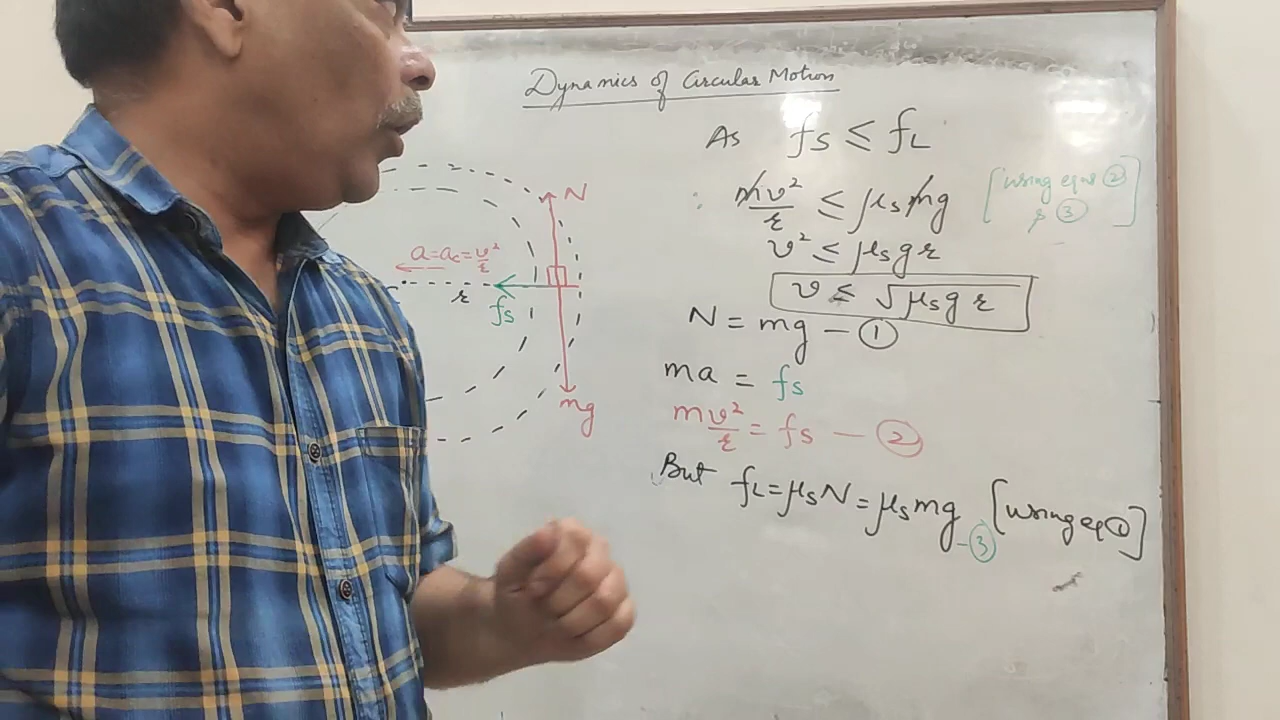 Dynamics of Circular Motion
As fs ≤ fL
∴ mv²/r ≤ μs mg [using eqns ② & ③]
v² ≤ μs g r
v ≤ √μs g r
N = mg — ①
ma = fs
mv²/r = fs — ②
But fL = μs N = μs mg — ③ [using eq ①]
N
a = ac = v²/r
r
fs
mg